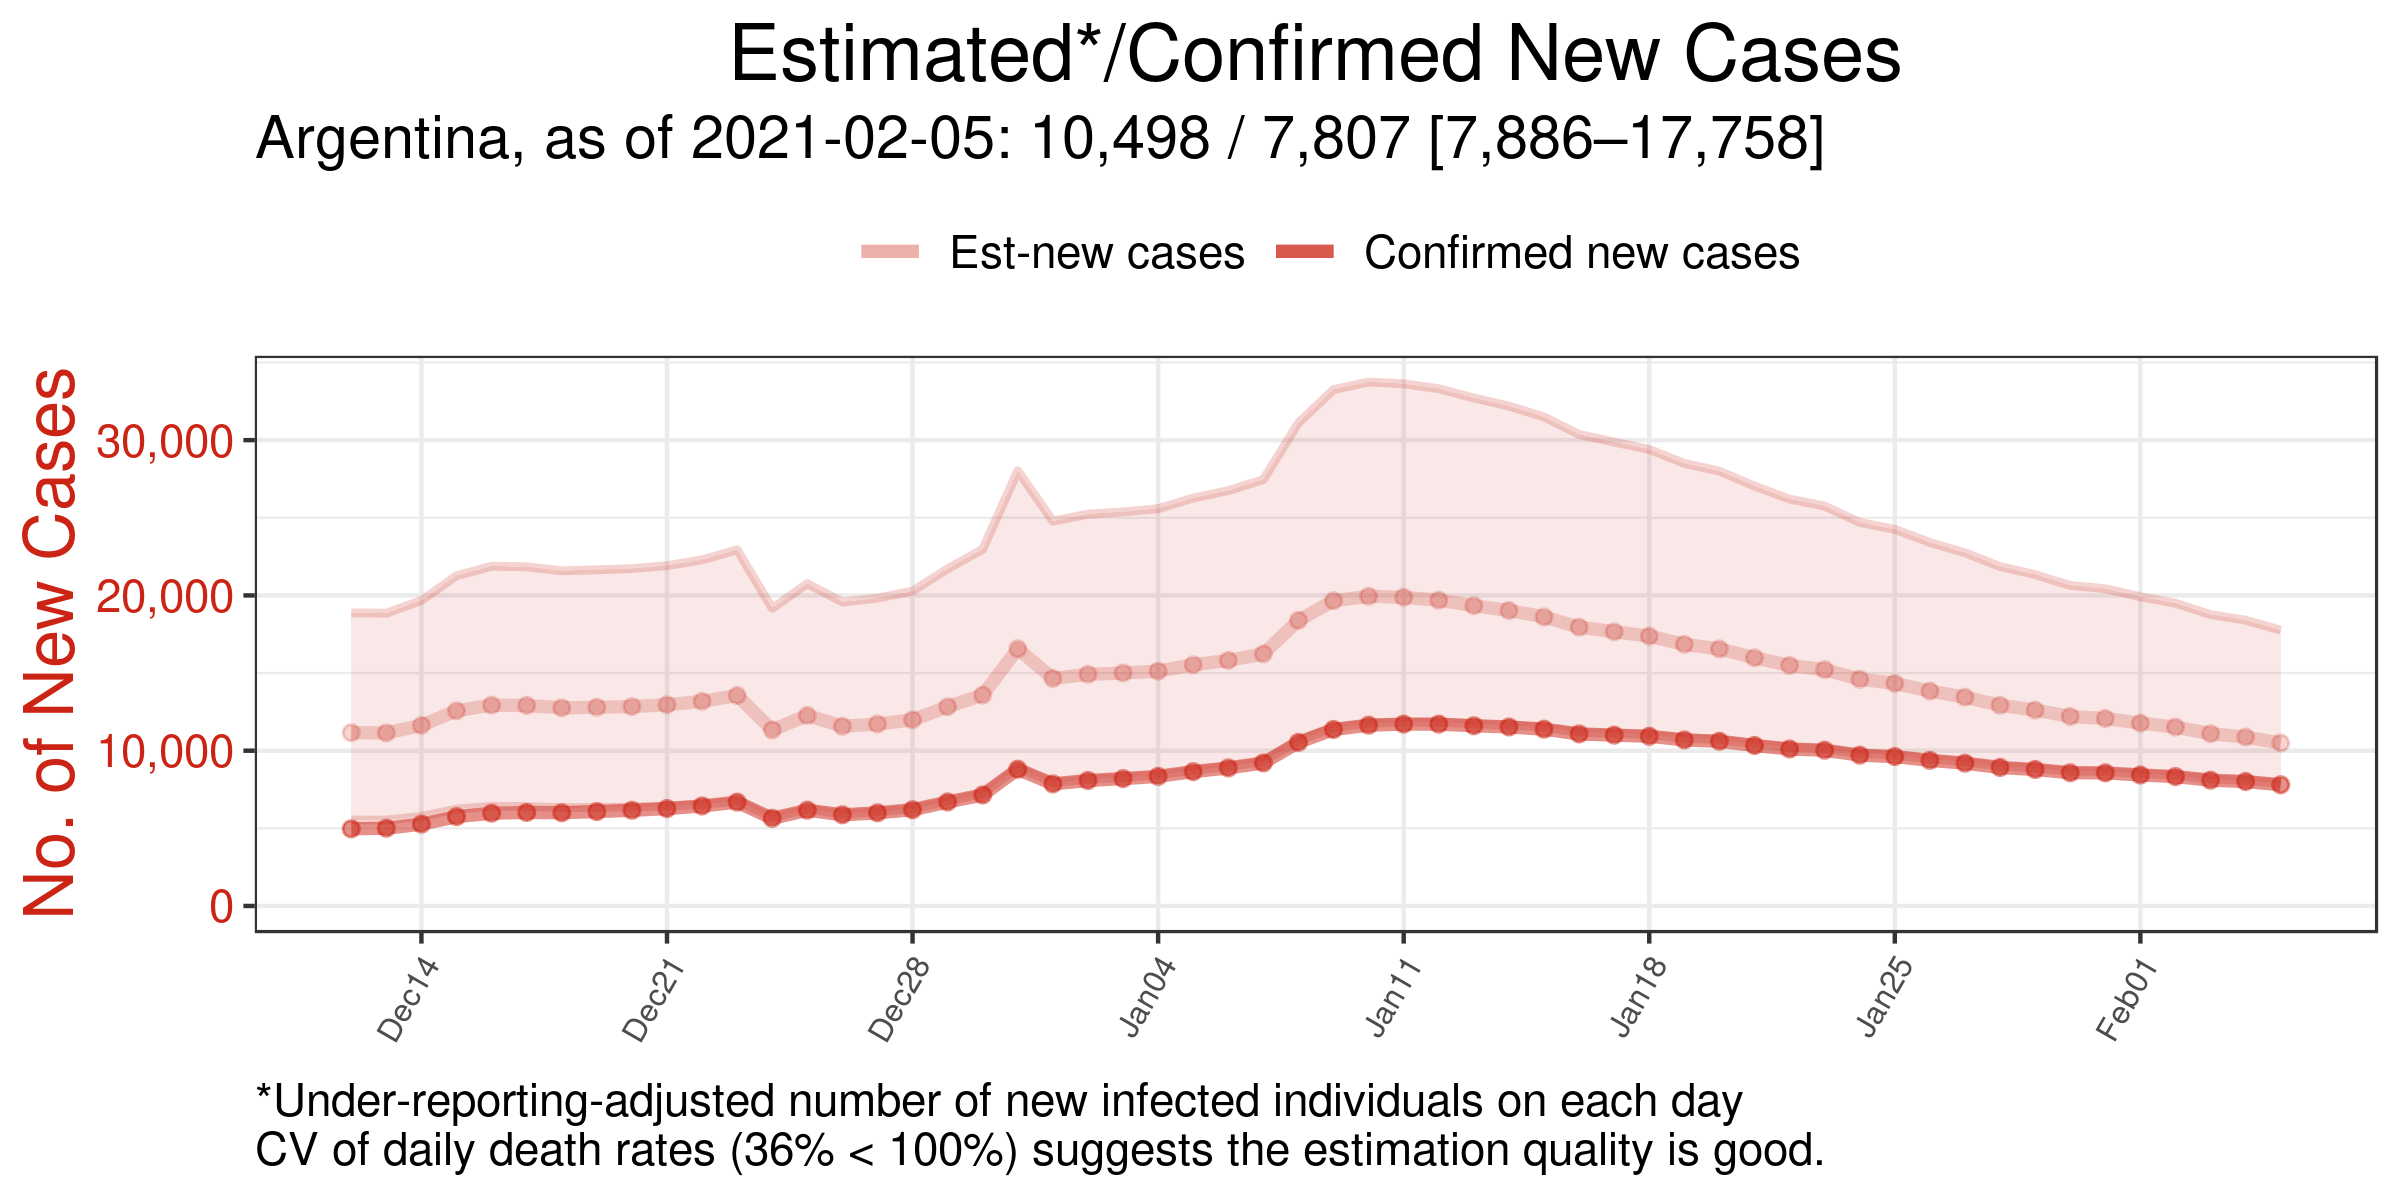 Estimated*/Confirmed New Cases
Argentina, as of 2021-02-05: 10,498 / 7,807 [7,886–17,758]
Est-new cases
Confirmed new cases
No. of New Cases
30,000
20,000
10,000
0
Dec14
Dec21
Dec28
Jan04
Jan11
Jan18
Jan25
Feb01
*Under-reporting-adjusted number of new infected individuals on each day
CV of daily death rates (36% < 100%) suggests the estimation quality is good.